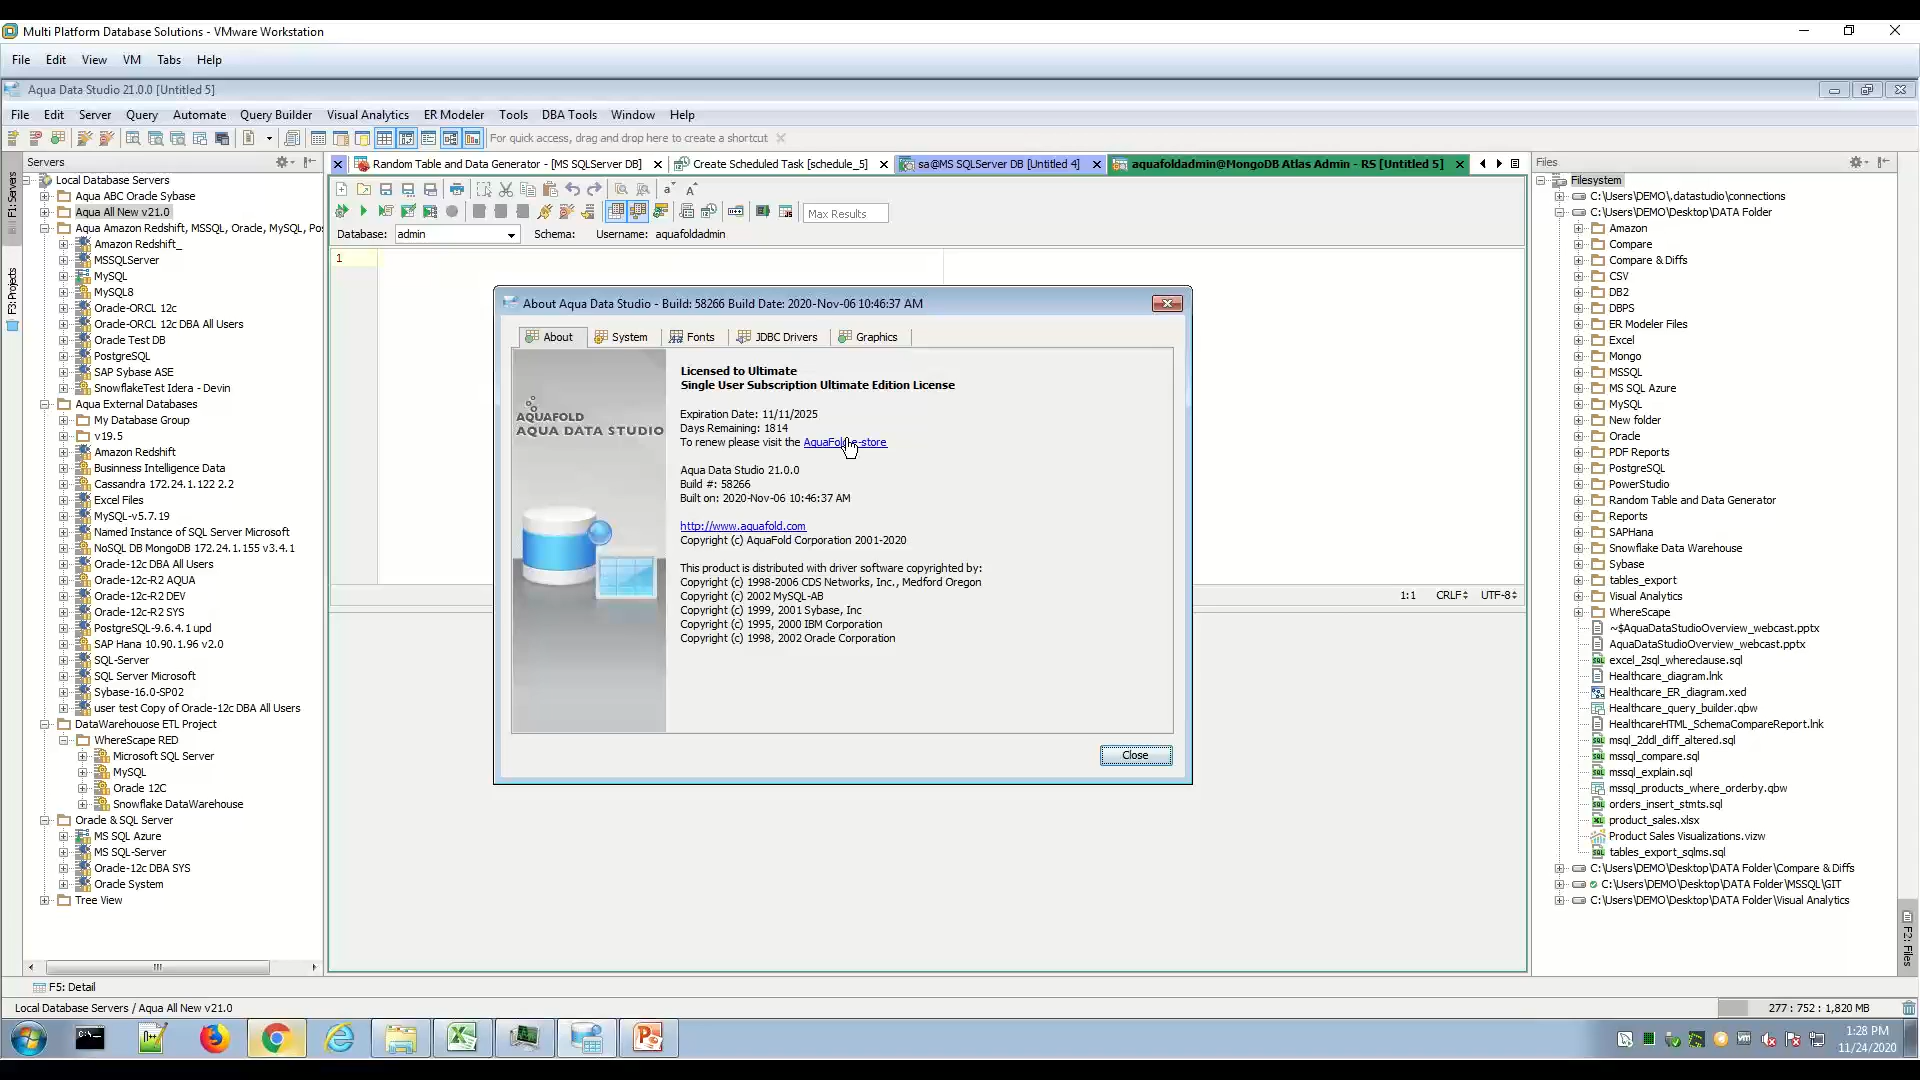 Multi Platform Database Solutions - VMware Workstation
File Edit View VM Tabs Help
Aqua Data Studio 21.0.0 [Untitled 5]
File Edit Server Query Automate Query Builder Visual Analytics ER Modeler Tools DBA Tools Window Help
For quick access, drag and drop here to create a shortcut
F1: Servers
F3: Projects
Servers
Local Database Servers
Aqua ABC Oracle Sybase
Aqua All New v21.0
Aqua Amazon Redshift, MSSQL, Oracle, MySQL, Pos
Amazon Redshift_
MSSQLServer
MySQL
MySQL8
Oracle-ORCL 12c
Oracle-ORCL 12c DBA All Users
Oracle Test DB
PostgreSQL
SAP Sybase ASE
SnowflakeTest Idera - Devin
Aqua External Databases
My Database Group
v19.5
Amazon Redshift
Businness Intelligence Data
Cassandra 172.24.1.122 2.2
Excel Files
MySQL-v5.7.19
Named Instance of SQL Server Microsoft
NoSQL DB MongoDB 172.24.1.155 v3.4.1
Oracle-12c DBA All Users
Oracle-12c-R2 AQUA
Oracle-12c-R2 DEV
Oracle-12c-R2 SYS
PostgreSQL-9.6.4.1 upd
SAP Hana 10.90.1.96 v2.0
SQL-Server
SQL Server Microsoft
Sybase-16.0-SP02
user test Copy of Oracle-12c DBA All Users
DataWarehouose ETL Project
WhereScape RED
Microsoft SQL Server
MySQL
Oracle 12C
Snowflake DataWarehouse
Oracle & SQL Server
MS SQL Azure
MS SQL-Server
Oracle-12c DBA SYS
Oracle System
Tree View
Random Table and Data Generator - [MS SQLServer DB]
Create Scheduled Task [schedule_5]
sa@MS SQLServer DB [Untitled 4]
aquafoldadmin@MongoDB Atlas Admin - RS [Untitled 5]
Max Results
Database: admin Schema: Username: aquafoldadmin
1
1:1 CRLF UTF-8
About Aqua Data Studio - Build: 58266 Build Date: 2020-Nov-06 10:46:37 AM
About System Fonts JDBC Drivers Graphics
AQUAFOLD
AQUA DATA STUDIO
Licensed to Ultimate
Single User Subscription Ultimate Edition License
Expiration Date: 11/11/2025
Days Remaining: 1814
To renew please visit the AquaFold e-store
Aqua Data Studio 21.0.0
Build #: 58266
Built on: 2020-Nov-06 10:46:37 AM
http://www.aquafold.com
Copyright (c) AquaFold Corporation 2001-2020
This product is distributed with driver software copyrighted by:
Copyright (c) 1998-2006 CDS Networks, Inc., Medford Oregon
Copyright (c) 2002 MySQL-AB
Copyright (c) 1999, 2001 Sybase, Inc
Copyright (c) 1995, 2000 IBM Corporation
Copyright (c) 1998, 2002 Oracle Corporation
Close
Files
Filesystem
C:\Users\DEMO\.datastudio\connections
C:\Users\DEMO\Desktop\DATA Folder
Amazon
Compare
Compare & Diffs
CSV
DB2
DBPS
ER Modeler Files
Excel
Mongo
MSSQL
MS SQL Azure
MySQL
New folder
Oracle
PDF Reports
PostgreSQL
PowerStudio
Random Table and Data Generator
Reports
SAPHana
Snowflake Data Warehouse
Sybase
tables_export
Visual Analytics
WhereScape
~$AquaDataStudioOverview_webcast.pptx
AquaDataStudioOverview_webcast.pptx
excel_2sql_whereclause.sql
Healthcare_diagram.lnk
Healthcare_ER_diagram.xed
Healthcare_query_builder.qbw
HealthcareHTML_SchemaCompareReport.lnk
msql_2ddl_diff_altered.sql
mssql_compare.sql
mssql_explain.sql
mssql_products_where_orderby.qbw
orders_insert_stmts.sql
product_sales.xlsx
Product Sales Visualizations.vizw
tables_export_sqlms.sql
C:\Users\DEMO\Desktop\DATA Folder\Compare & Diffs
C:\Users\DEMO\Desktop\DATA Folder\MSSQL\GIT
C:\Users\DEMO\Desktop\DATA Folder\Visual Analytics
F2: Files
F5: Detail
Local Database Servers / Aqua All New v21.0
277 : 752 : 1,820 MB
1:28 PM
11/24/2020